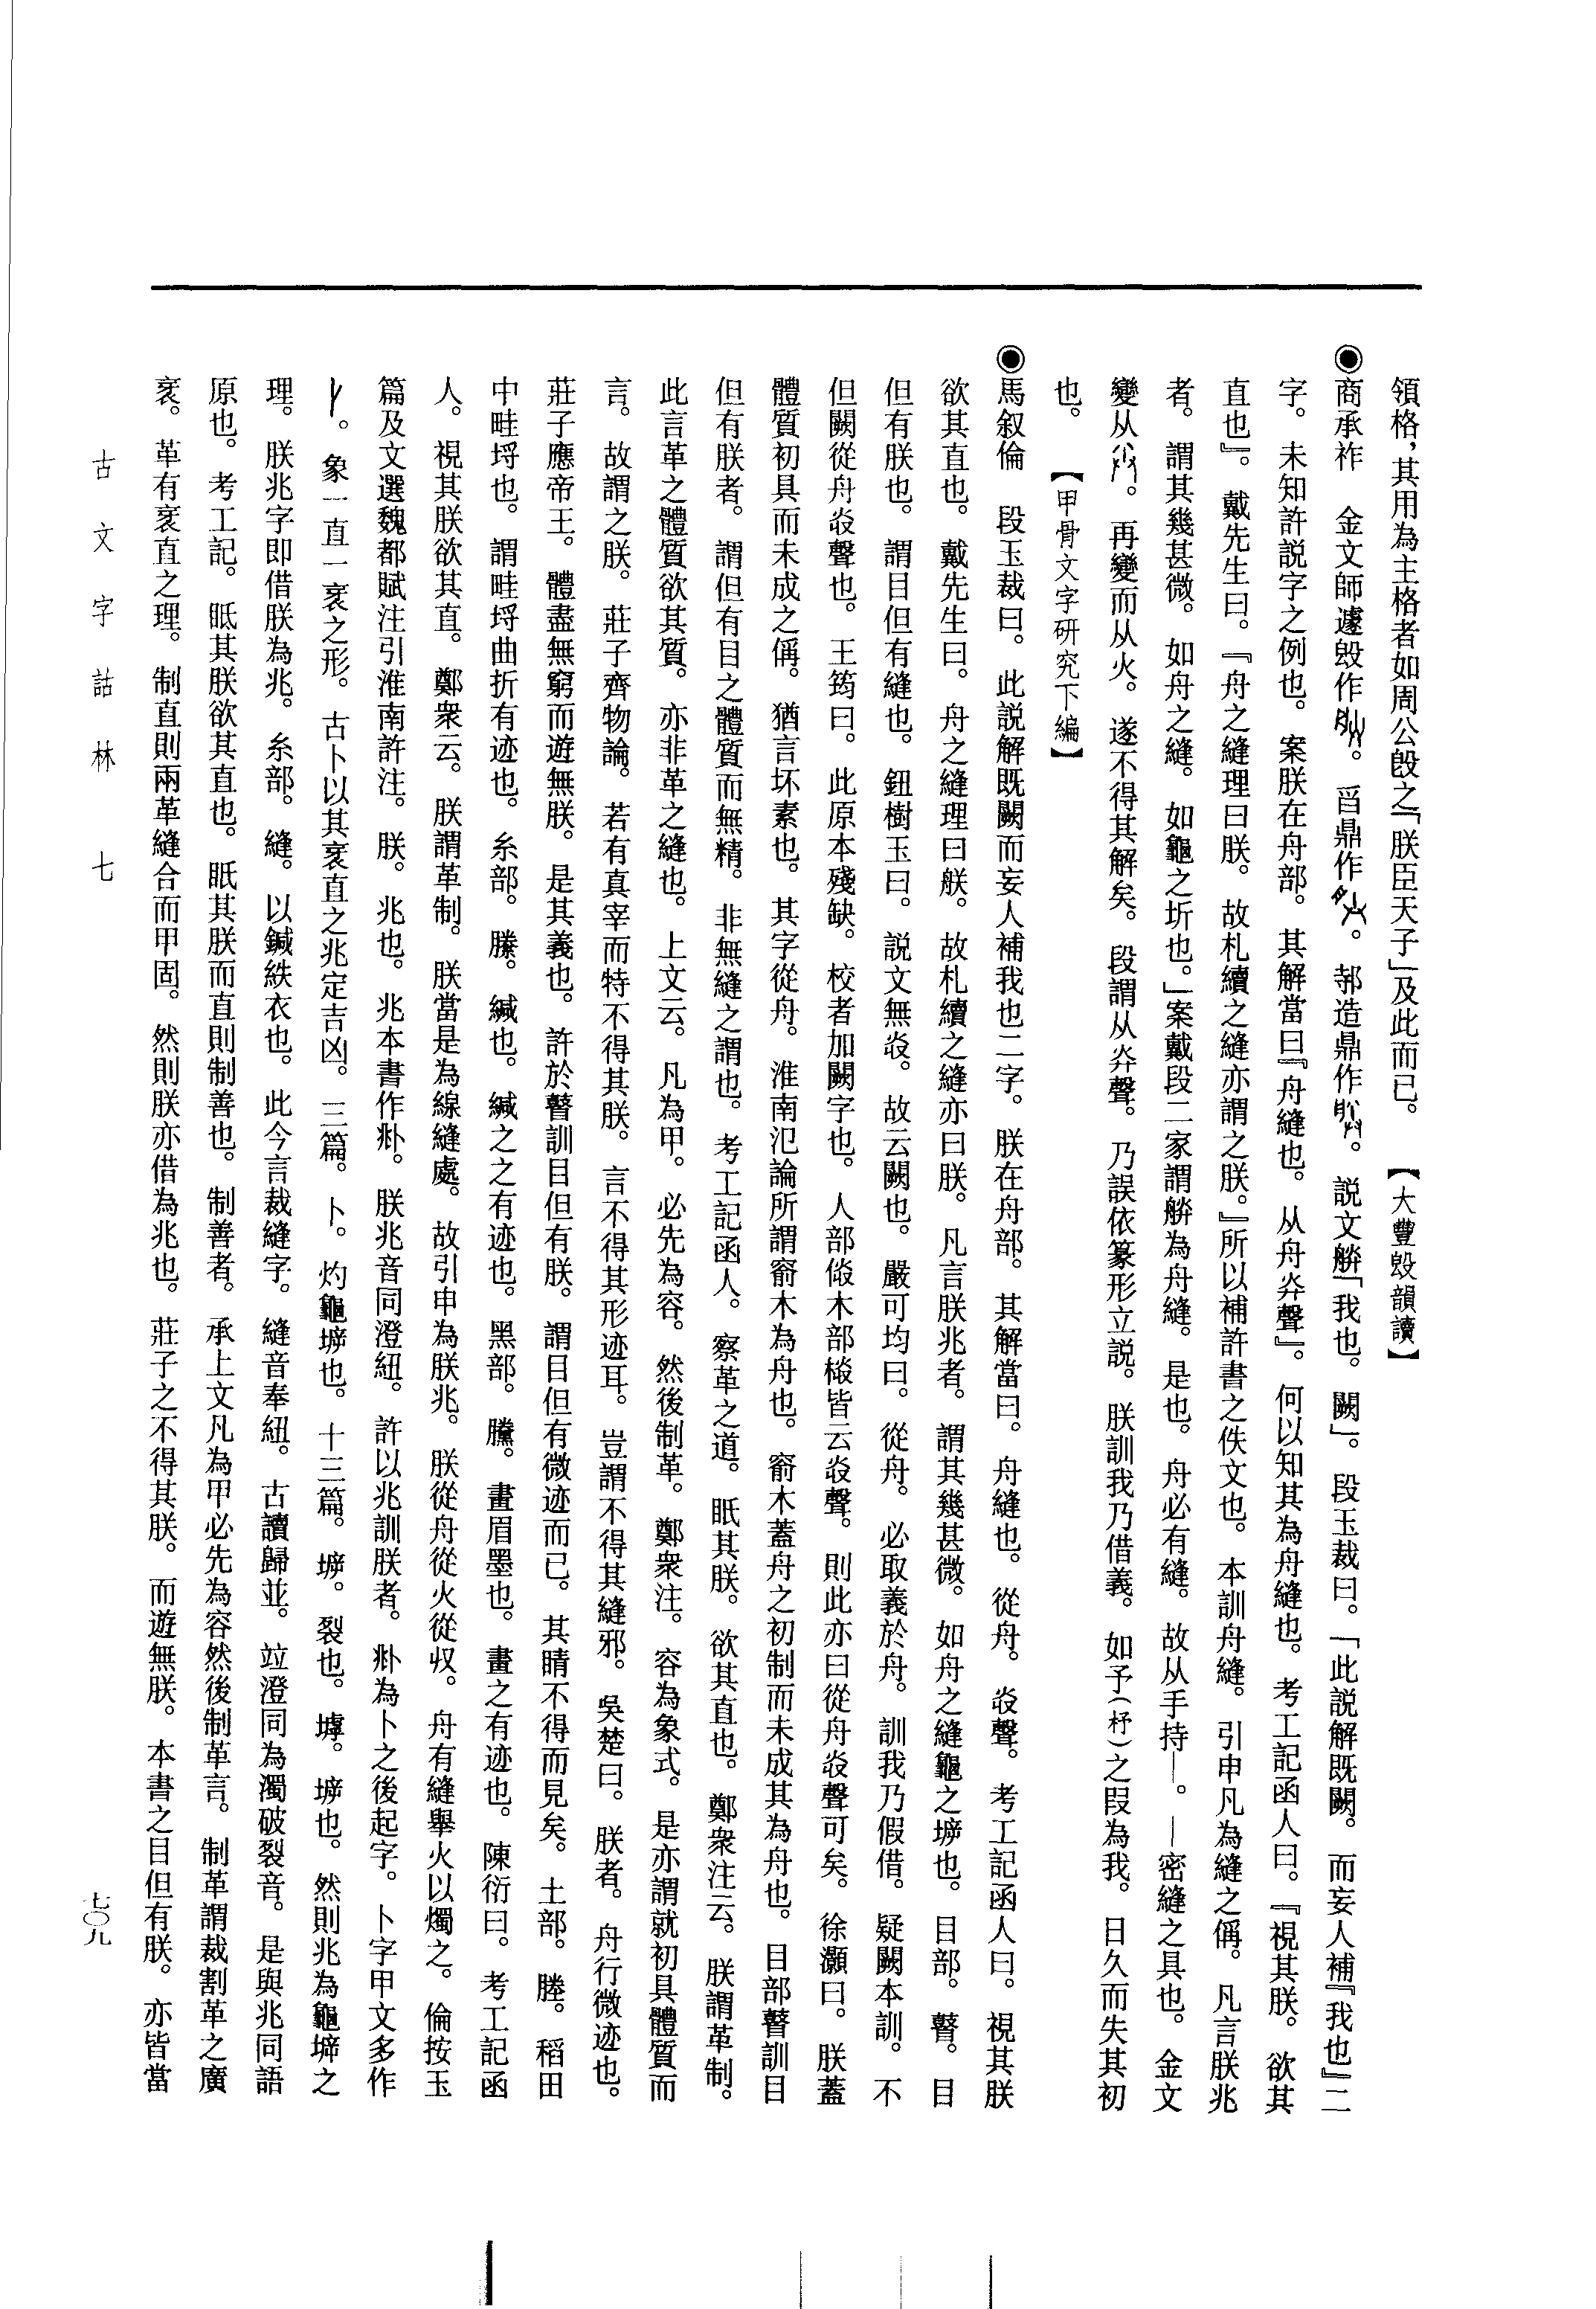 領格，其用為主格者如周公𣪘之「朕臣天子」及此而已。　【大豐𣪘韻讀】
◉商承祚　金文師遽𣪘作。𦣞鼎作。邿造鼎作。說文䑣「我也。闕」。段玉裁曰。「此説解既闕。而妄人補『我也』二
字。未知許説字之例也。案朕在舟部。其解當曰『舟縫也。从舟灷聲』。何以知其為舟縫也。考工記函人曰。『視其朕。欲其
直也』。戴先生曰。『舟之縫理曰朕。故札續之縫亦謂之朕。』所以補許書之佚文也。本訓舟縫。引申凡為縫之偁。凡言朕兆
者。謂其幾甚微。如舟之縫。如龜之坼也。」案戴段二家謂䑣為舟縫。是也。舟必有縫。故从手持｜。｜密縫之具也。金文
變从。再變而从火。遂不得其解矣。段謂从灷聲。乃誤依篆形立説。朕訓我乃借義。如予（杼）之叚為我。日久而失其初
也。【甲骨文字研究下編】
◉馬叙倫　段玉裁曰。此説解既闕而妄人補我也二字。朕在舟部。其解當曰。舟縫也。從舟。灷聲。考工記函人曰。視其朕
欲其直也。戴先生曰。舟之縫理曰朕。故札續之縫亦曰朕。凡言朕兆者。謂其幾甚微。如舟之縫龜之𡍩也。目部。瞽。目
但有朕也。謂目但有縫也。鈕樹玉曰。説文無灷。故云闕也。嚴可均曰。從舟。必取義於舟。訓我乃假借。疑闕本訓。不
但闕從舟灷聲也。王筠曰。此原本殘缺。校者加闕字也。人部㑞木部栚皆云灷聲。則此亦曰從舟灷聲可矣。徐灝曰。朕蓋
體質初具而未成之偁。猶言坏素也。其字從舟。淮南氾論所謂窬木為舟也。窬木蓋舟之初制而未成其為舟也。目部瞽訓目
但有朕者。謂但有目之體質而無精。非無縫之謂也。考工記函人。察革之道。眂其朕。欲其直也。鄭衆注云。朕謂革制。
此言革之體質欲其質。亦非革之縫也。上文云。凡為甲。必先為容。然後制革。鄭衆注。容為象式。是亦謂就初具體質而
言。故謂之朕。莊子齊物論。若有真宰而特不得其朕。言不得其形迹耳。豈謂不得其縫邪。吳楚曰。朕者。舟行微迹也。
莊子應帝王。體盡無窮而遊無朕。是其義也。許於瞽訓目但有朕。謂目但有微迹而已。其睛不得而見矣。土部。塍。稻田
中畦埒也。謂畦埒曲折有迹也。糸部。縢。緘也。緘之之有迹也。黑部。黱。畫眉墨也。畫之有迹也。陳衍曰。考工記函
人。視其朕欲其直。鄭衆云。朕謂革制。朕當是為線縫處。故引申為朕兆。朕從舟從火從𠬞。舟有縫舉火以燭之。倫按玉
篇及文選魏都賦注引淮南許注。朕。兆也。兆本書作𠧞。朕兆音同澄紐。許以兆訓朕者。𠧞為卜之後起字。卜字甲文多作
。象一直一衺之形。古卜以其衺直之兆定吉凶。三篇。卜。灼龜𡍩也。十三篇。𡍩。裂也。㙤。𡍩也。然則兆為龜𡍩之
理。朕兆字即借朕為兆。糸部。縫。以鍼紩衣也。此今言裁縫字。縫音奉紐。古讀歸並。竝澄同為濁破裂音。是與兆同語
原也。考工記。眂其朕欲其直也。眂其朕而直則制善也。制善者。承上文凡為甲必先為容然後制革言。制革謂裁割革之廣
衺。革有衺直之理。制直則兩革縫合而甲固。然則朕亦借為兆也。莊子之不得其朕。而遊無朕。本書之目但有朕。亦皆當
古文字詁林　七
七〇九